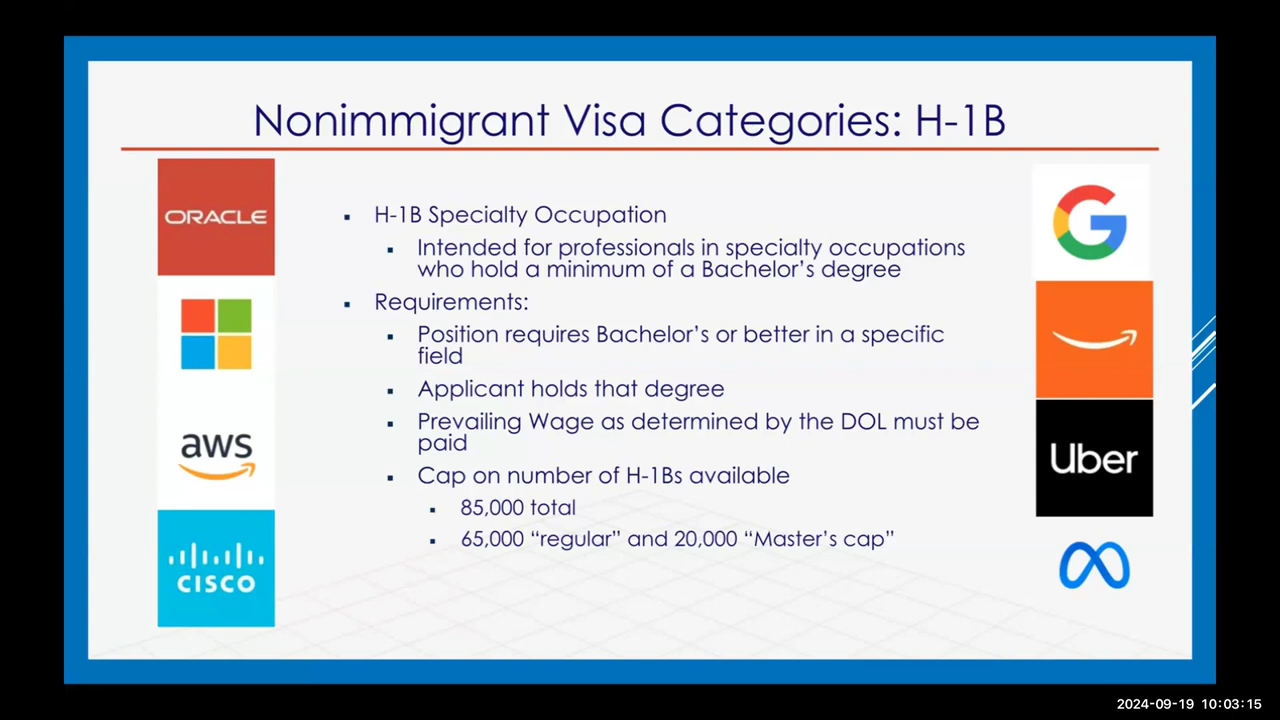 Nonimmigrant Visa Categories: H-1B
ORACLE
aws
CISCO
H-1B Specialty Occupation
Intended for professionals in specialty occupations
who hold a minimum of a Bachelor’s degree
Requirements:
Position requires Bachelor’s or better in a specific
field
Applicant holds that degree
Prevailing Wage as determined by the DOL must be
paid
Cap on number of H-1Bs available
85,000 total
65,000 “regular” and 20,000 “Master’s cap”
G
Uber
2024-09-19 10:03:15